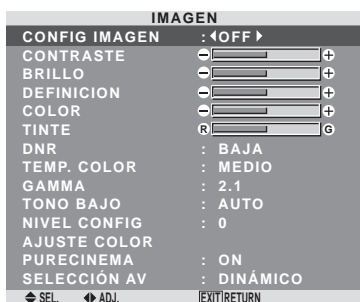 IMAGEN
CONFIG IMAGEN : OFF
CONTRASTE
BRILLO
DEFINICION
COLOR
TINTE R G
DNR : BAJA
TEMP. COLOR : MEDIO
GAMMA : 2.1
TONO BAJO : AUTO
NIVEL CONFIG : 0
AJUSTE COLOR
PURECINEMA : ON
SELECCIÓN AV : DINÁMICO
SEL. ADJ. EXIT RETURN